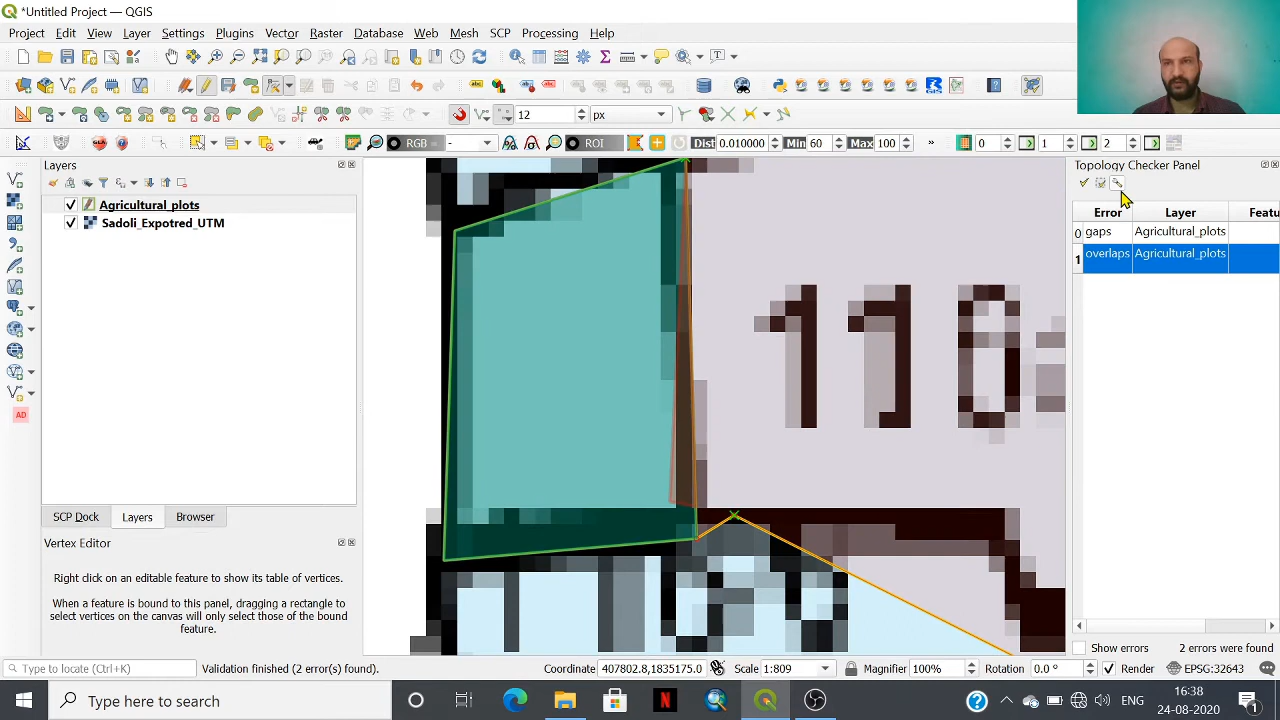 *Untitled Project — QGIS
Project Edit View Layer Settings Plugins Vector Raster Database Web Mesh SCP Processing Help
12 px
RGB = - ROI Dist 0.010000 Min 60 Max 100 » 0 1 2
Layers
Topology Checker Panel
Agricultural_plots
Sadoli_Expotred_UTM
Error Layer Featu
0 gaps Agricultural_plots
1 overlaps Agricultural_plots
AD
SCP Dock Layers Browser
Vertex Editor
Right click on an editable feature to show its table of vertices.
When a feature is bound to this panel, dragging a rectangle to
select vertices on the canvas will only select those of the bound
feature.
Show errors 2 errors were found
Type to locate (Ctrl+K) Validation finished (2 error(s) found). Coordinate 407802.8,1835175.0 Scale 1:809 Magnifier 100% Rotation 0.0 ° Render EPSG:32643
Type here to search
ENG
16:38
24-08-2020
1